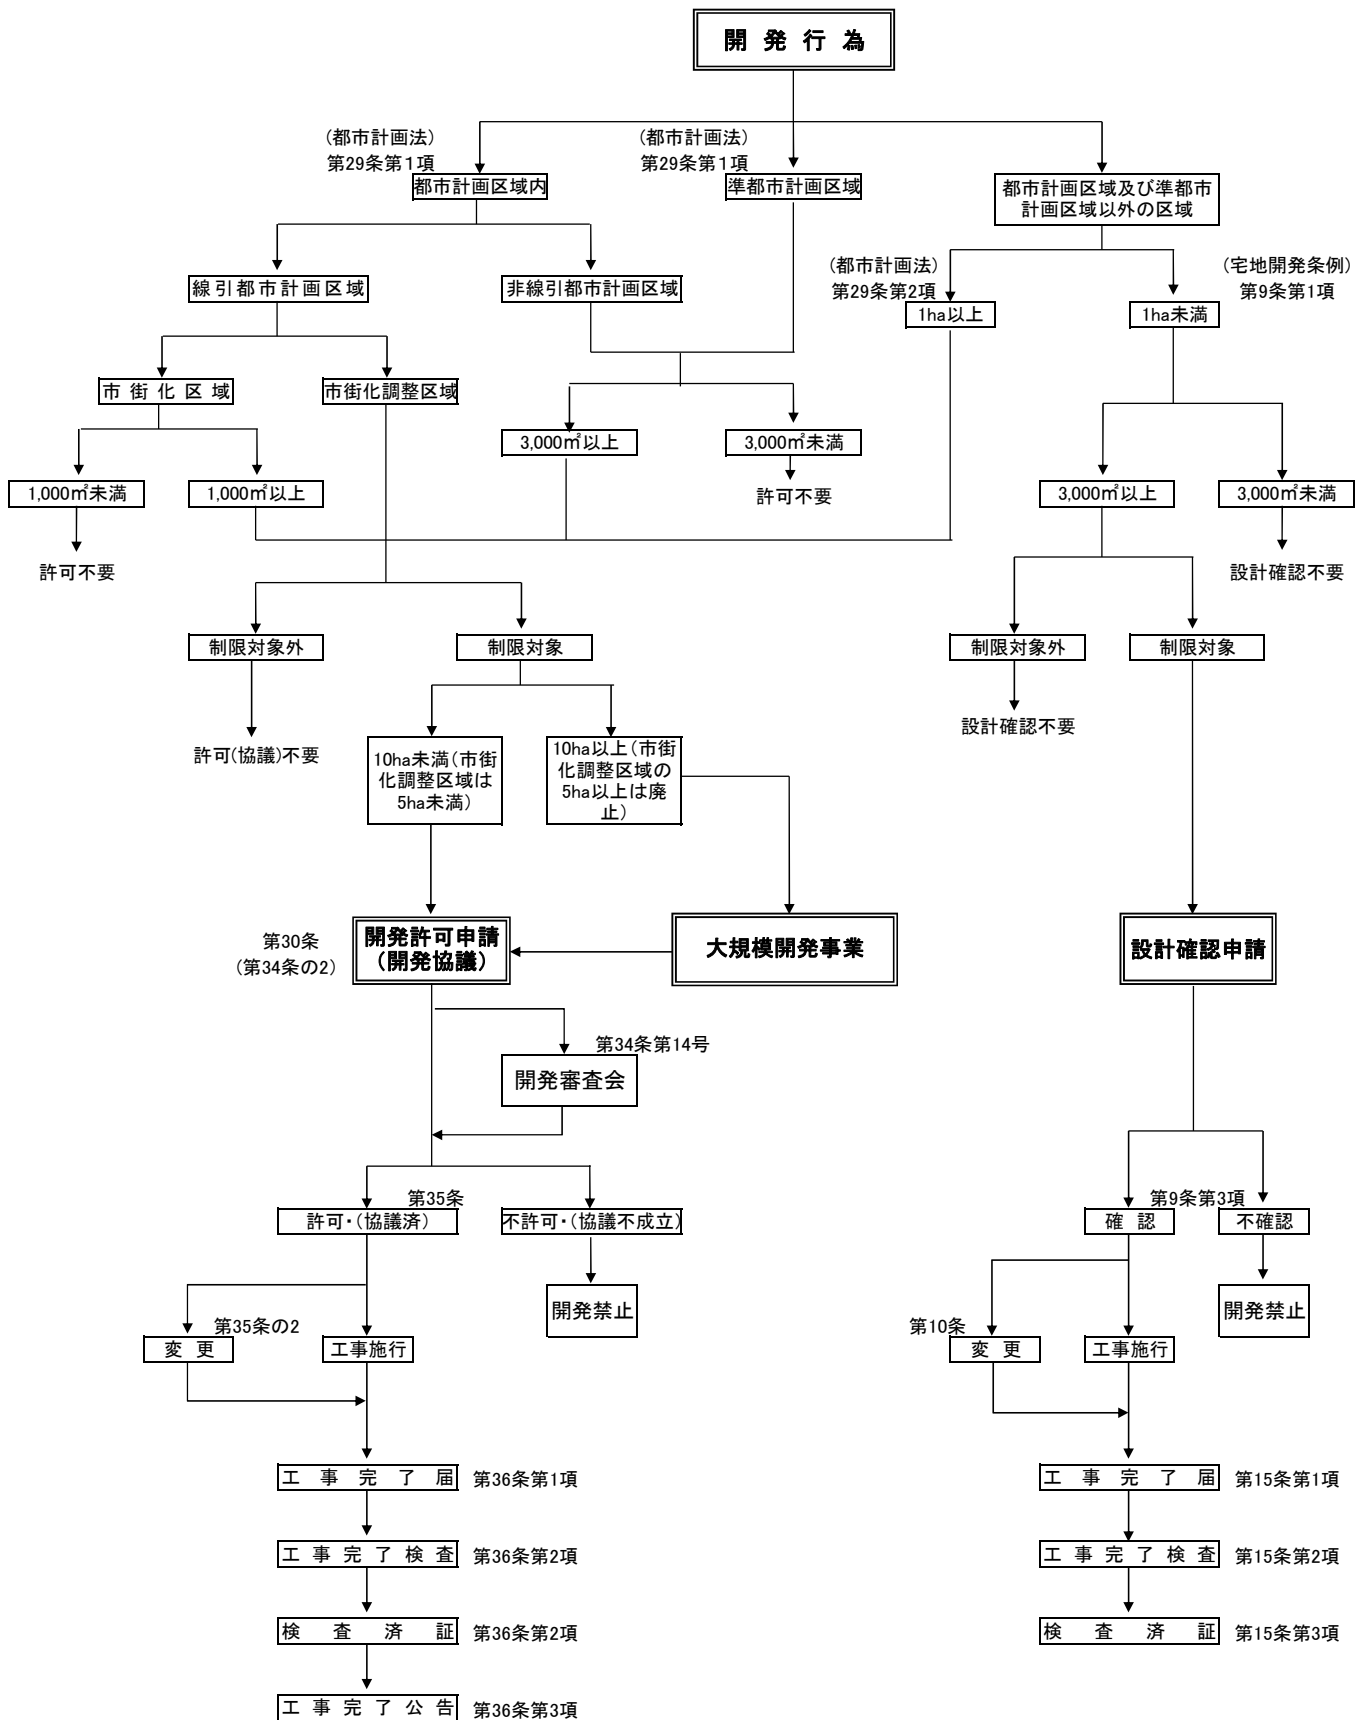 開発行為
(都市計画法)
第29条第1項
(都市計画法)
第29条第1項
都市計画区域内
準都市計画区域
都市計画区域及び準都市
計画区域以外の区域
(都市計画法)
第29条第2項
(宅地開発条例)
第9条第1項
線引都市計画区域
非線引都市計画区域
1ha以上
1ha未満
市街化区域
市街化調整区域
3,000㎡以上
3,000㎡未満
1,000㎡未満
1,000㎡以上
許可不要
3,000㎡以上
3,000㎡未満
許可不要
設計確認不要
制限対象外
制限対象
制限対象外
制限対象
許可(協議)不要
設計確認不要
10ha未満(市街
化調整区域は
5ha未満)
10ha以上(市街
化調整区域の
5ha以上は廃
止)
第30条
(第34条の2)
開発許可申請
(開発協議)
大規模開発事業
設計確認申請
第34条第14号
開発審査会
第35条
許可・(協議済)
不許可・(協議不成立)
第9条第3項
確認
不確認
開発禁止
開発禁止
第35条の2
変更
工事施行
第10条
変更
工事施行
工事完了届 第36条第1項
工事完了届 第15条第1項
工事完了検査 第36条第2項
工事完了検査 第15条第2項
検査済証 第36条第2項
検査済証 第15条第3項
工事完了公告 第36条第3項